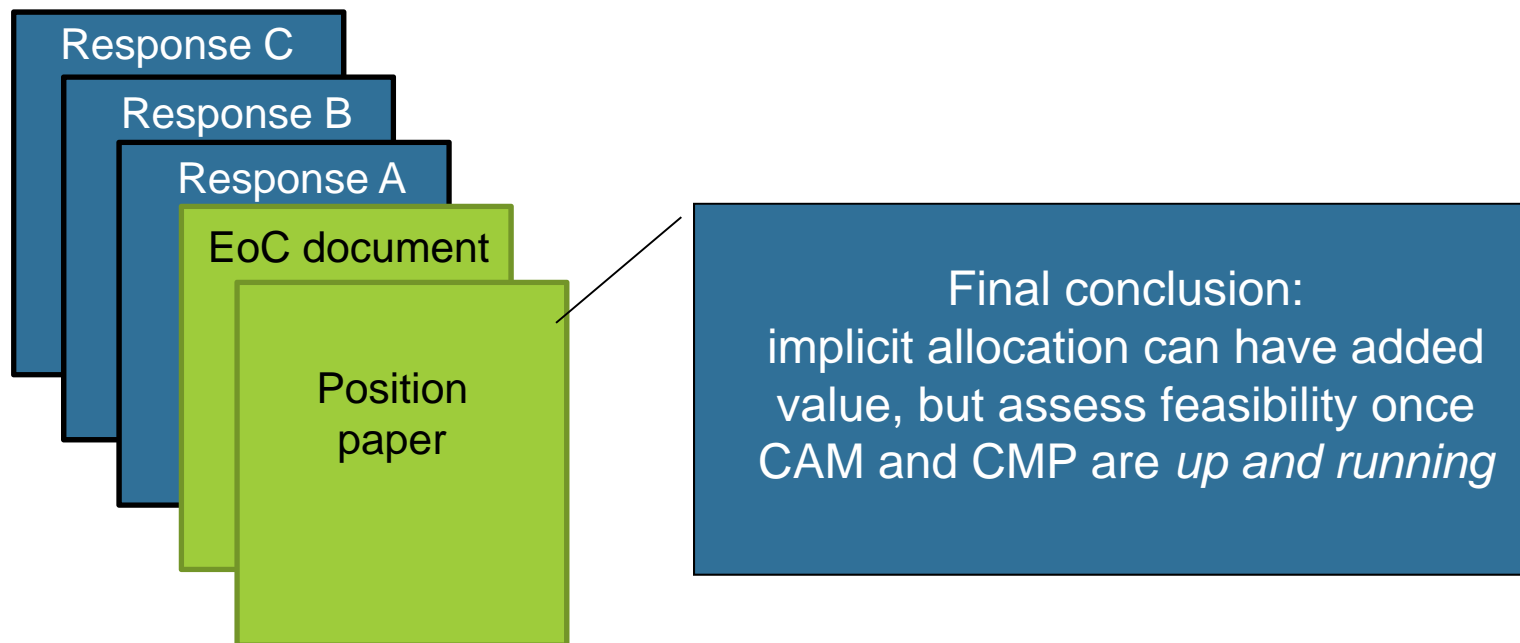 Response C
Response B
Response A
EoC document
Position
paper
Final conclusion:
implicit allocation can have added
value, but assess feasibility once
CAM and CMP are up and running